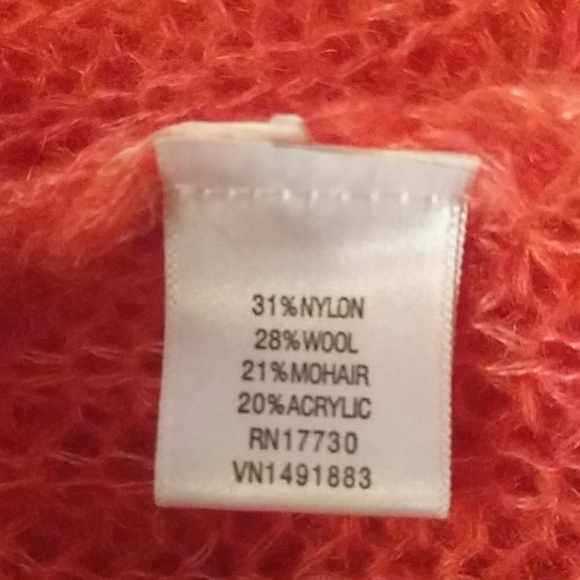 31%NYLON
28%WOOL
21%MOHAIR
20%ACRYLIC
RN17730
VN1491883